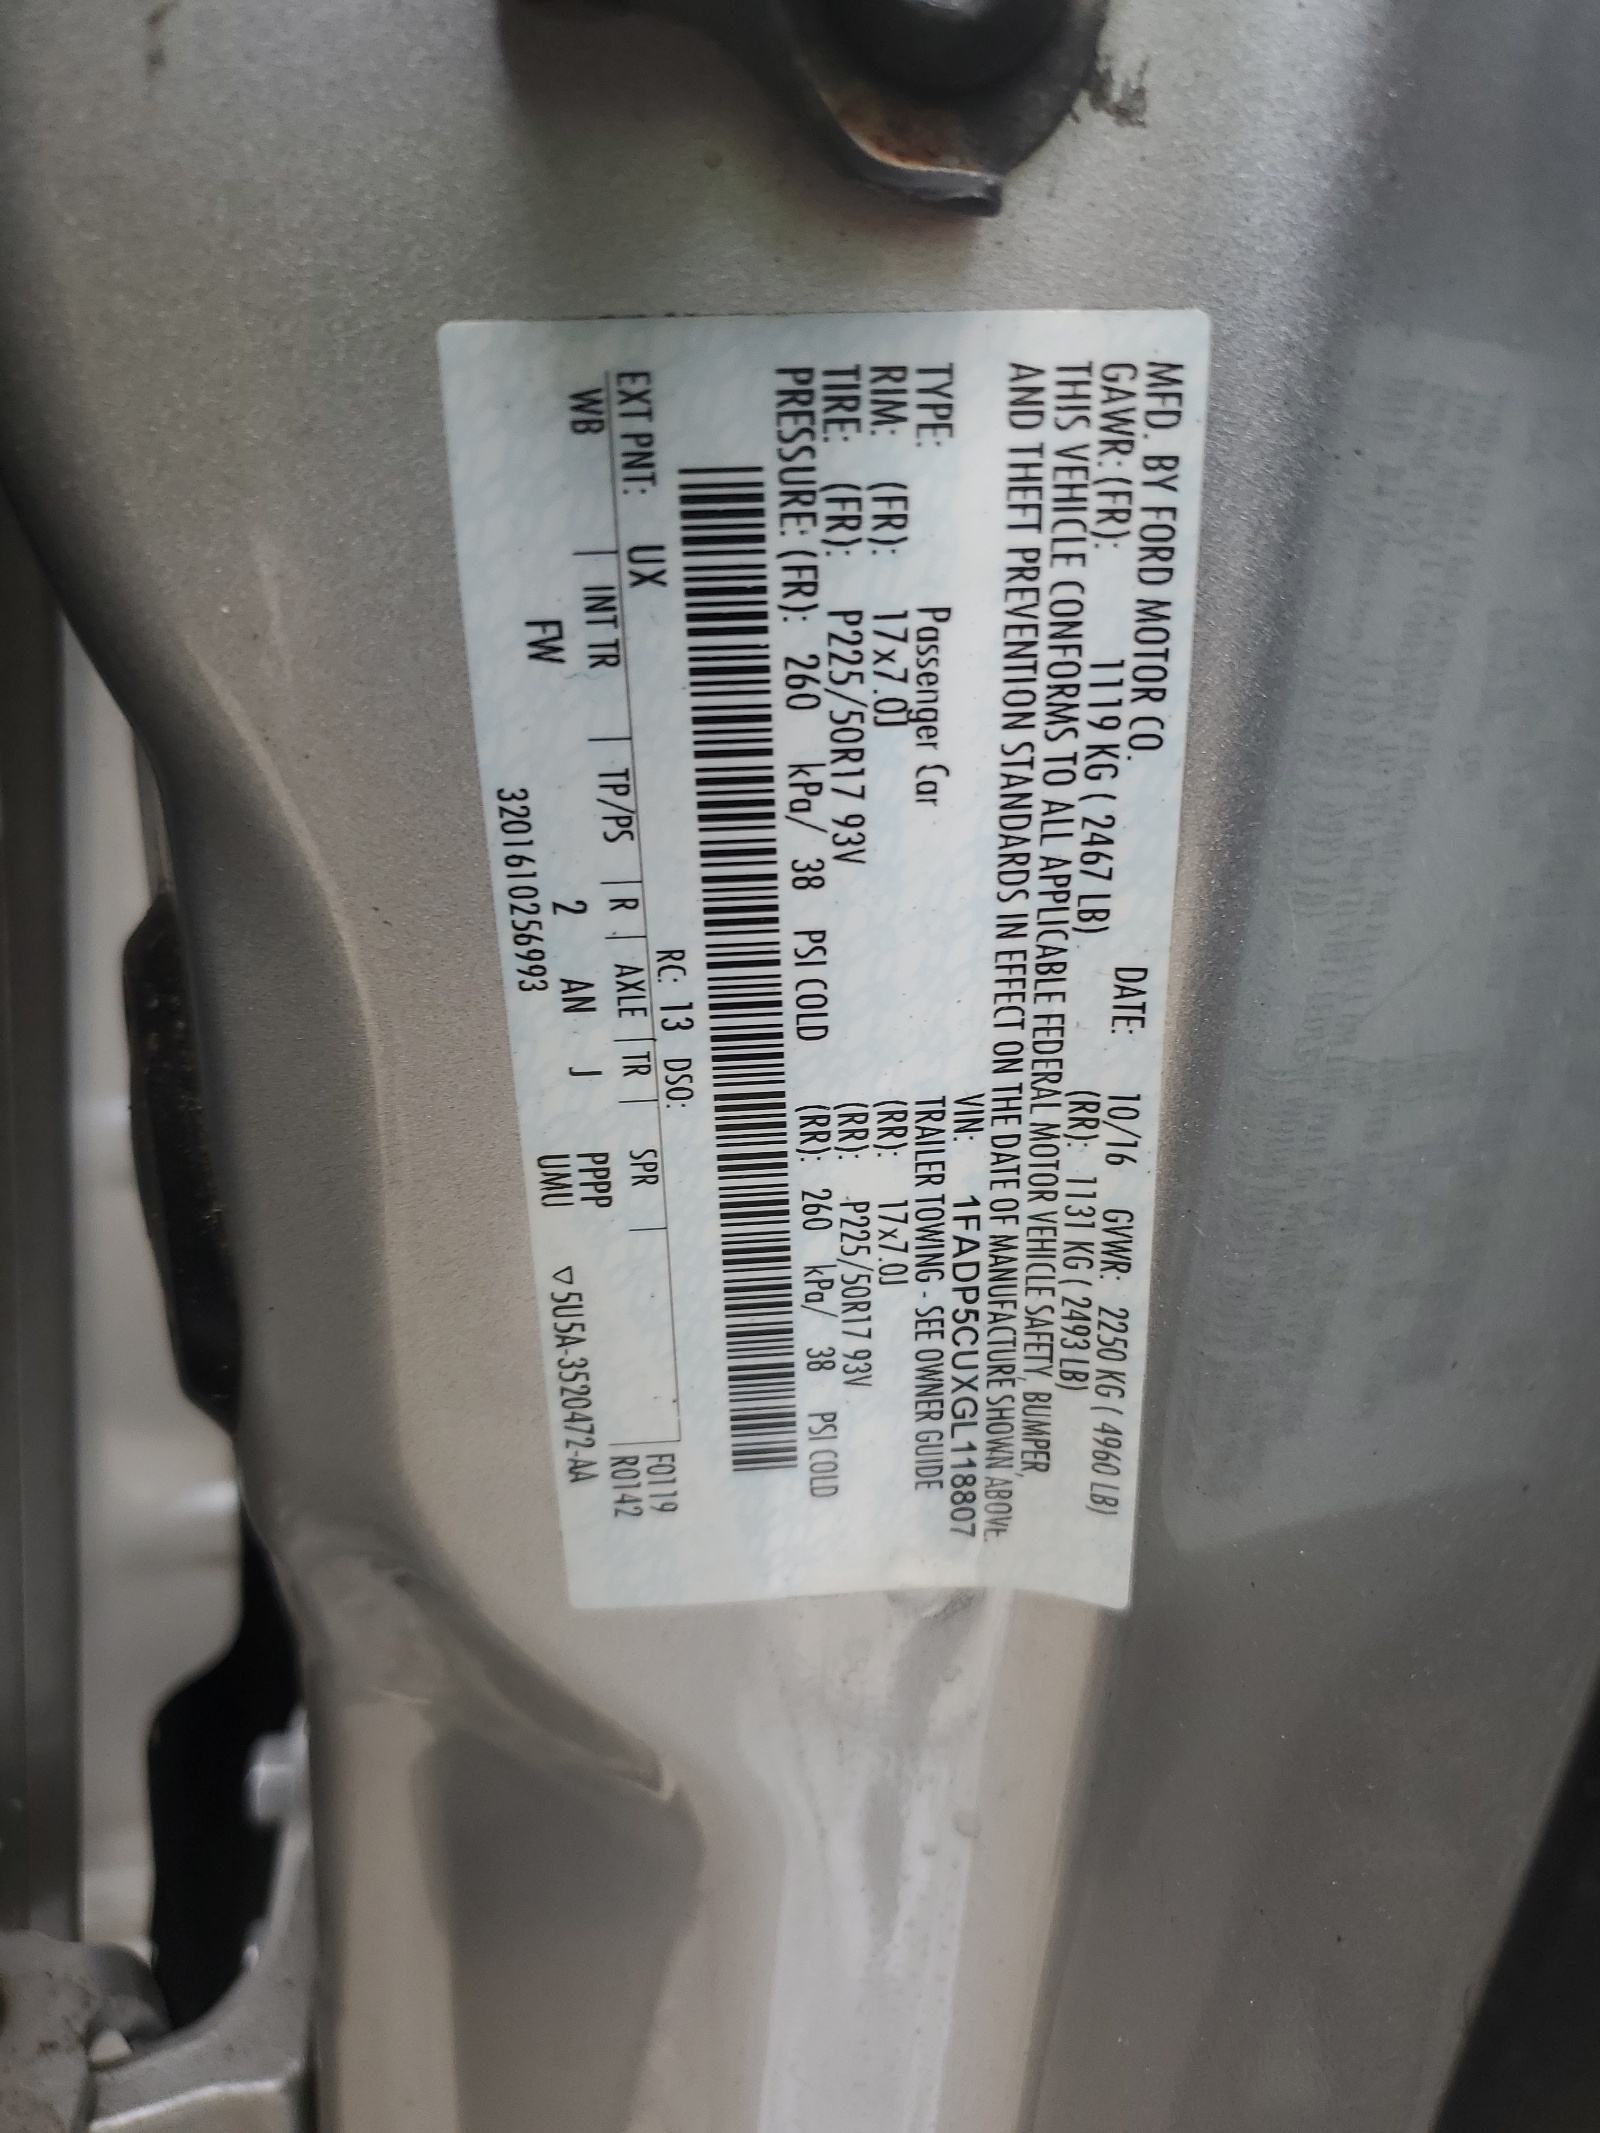 MFD. BY FORD MOTOR CO. DATE: 10/16 GVWR: 2250 KG ( 4960 LB)
GAWR: (FR): 1119 KG ( 2467 LB) (RR): 1131 KG ( 2493 LB)
THIS VEHICLE CONFORMS TO ALL APPLICABLE FEDERAL MOTOR VEHICLE SAFETY, BUMPER,
AND THEFT PREVENTION STANDARDS IN EFFECT ON THE DATE OF MANUFACTURE SHOWN ABOVE.
VIN: 1FADP5CUXGL118807
TYPE: Passenger Car TRAILER TOWING - SEE OWNER GUIDE
RIM: (FR): 17x7.0J (RR): 17x7.0J
TIRE: (FR): P225/50R17 93V (RR): P225/50R17 93V
PRESSURE: (FR): 260 kPa/ 38 PSI COLD (RR): 260 kPa/ 38 PSI COLD
EXT PNT: UX RC: 13 DSO: F0119
WB INT TR TP/PS R AXLE TR SPR R0142
FW 2 AN J PPPP
UMU ▽5U5A-3520472-AA
3201610256993